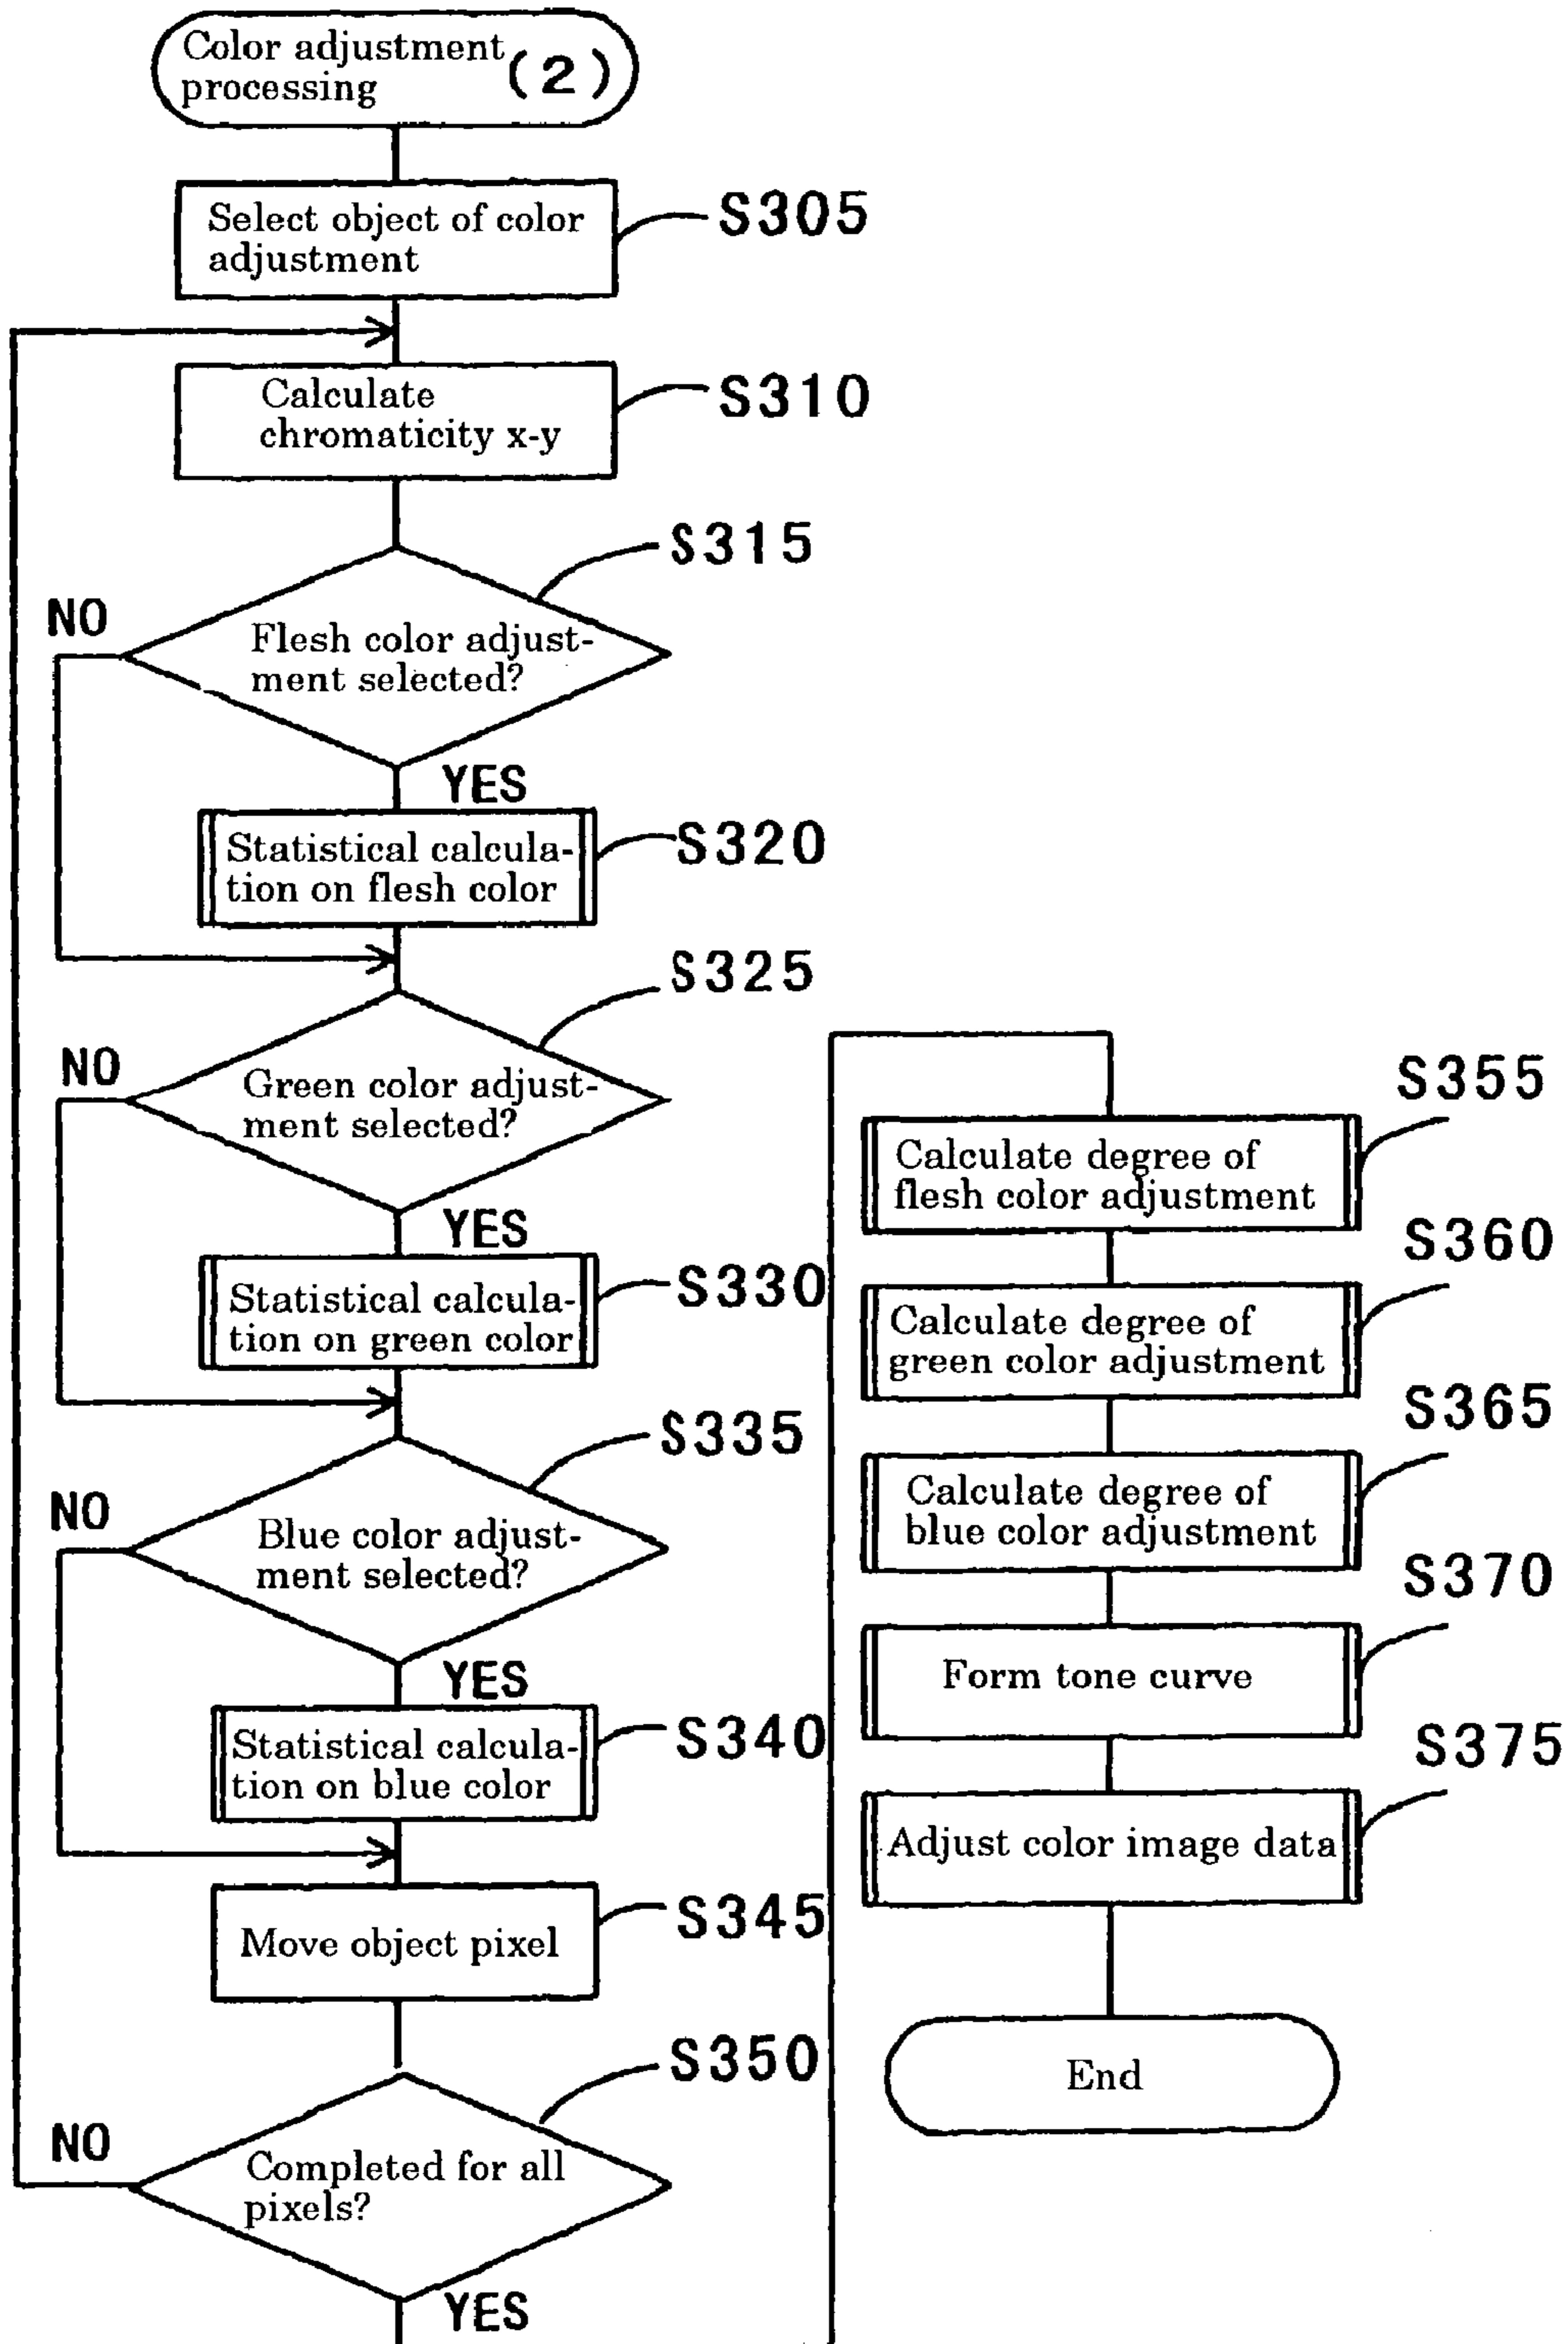 Color adjustment
processing (2)
Select object of color
adjustment
S305
Calculate
chromaticity x-y
S310
S315
NO
Flesh color adjust-
ment selected?
YES
Statistical calcula-
tion on flesh color
S320
S325
NO
Green color adjust-
ment selected?
YES
Statistical calcula-
tion on green color
S330
S335
NO
Blue color adjust-
ment selected?
YES
Statistical calcula-
tion on blue color
S340
Move object pixel
S345
S350
NO
Completed for all
pixels?
YES
S355
Calculate degree of
flesh color adjustment
S360
Calculate degree of
green color adjustment
S365
Calculate degree of
blue color adjustment
S370
Form tone curve
S375
Adjust color image data
End